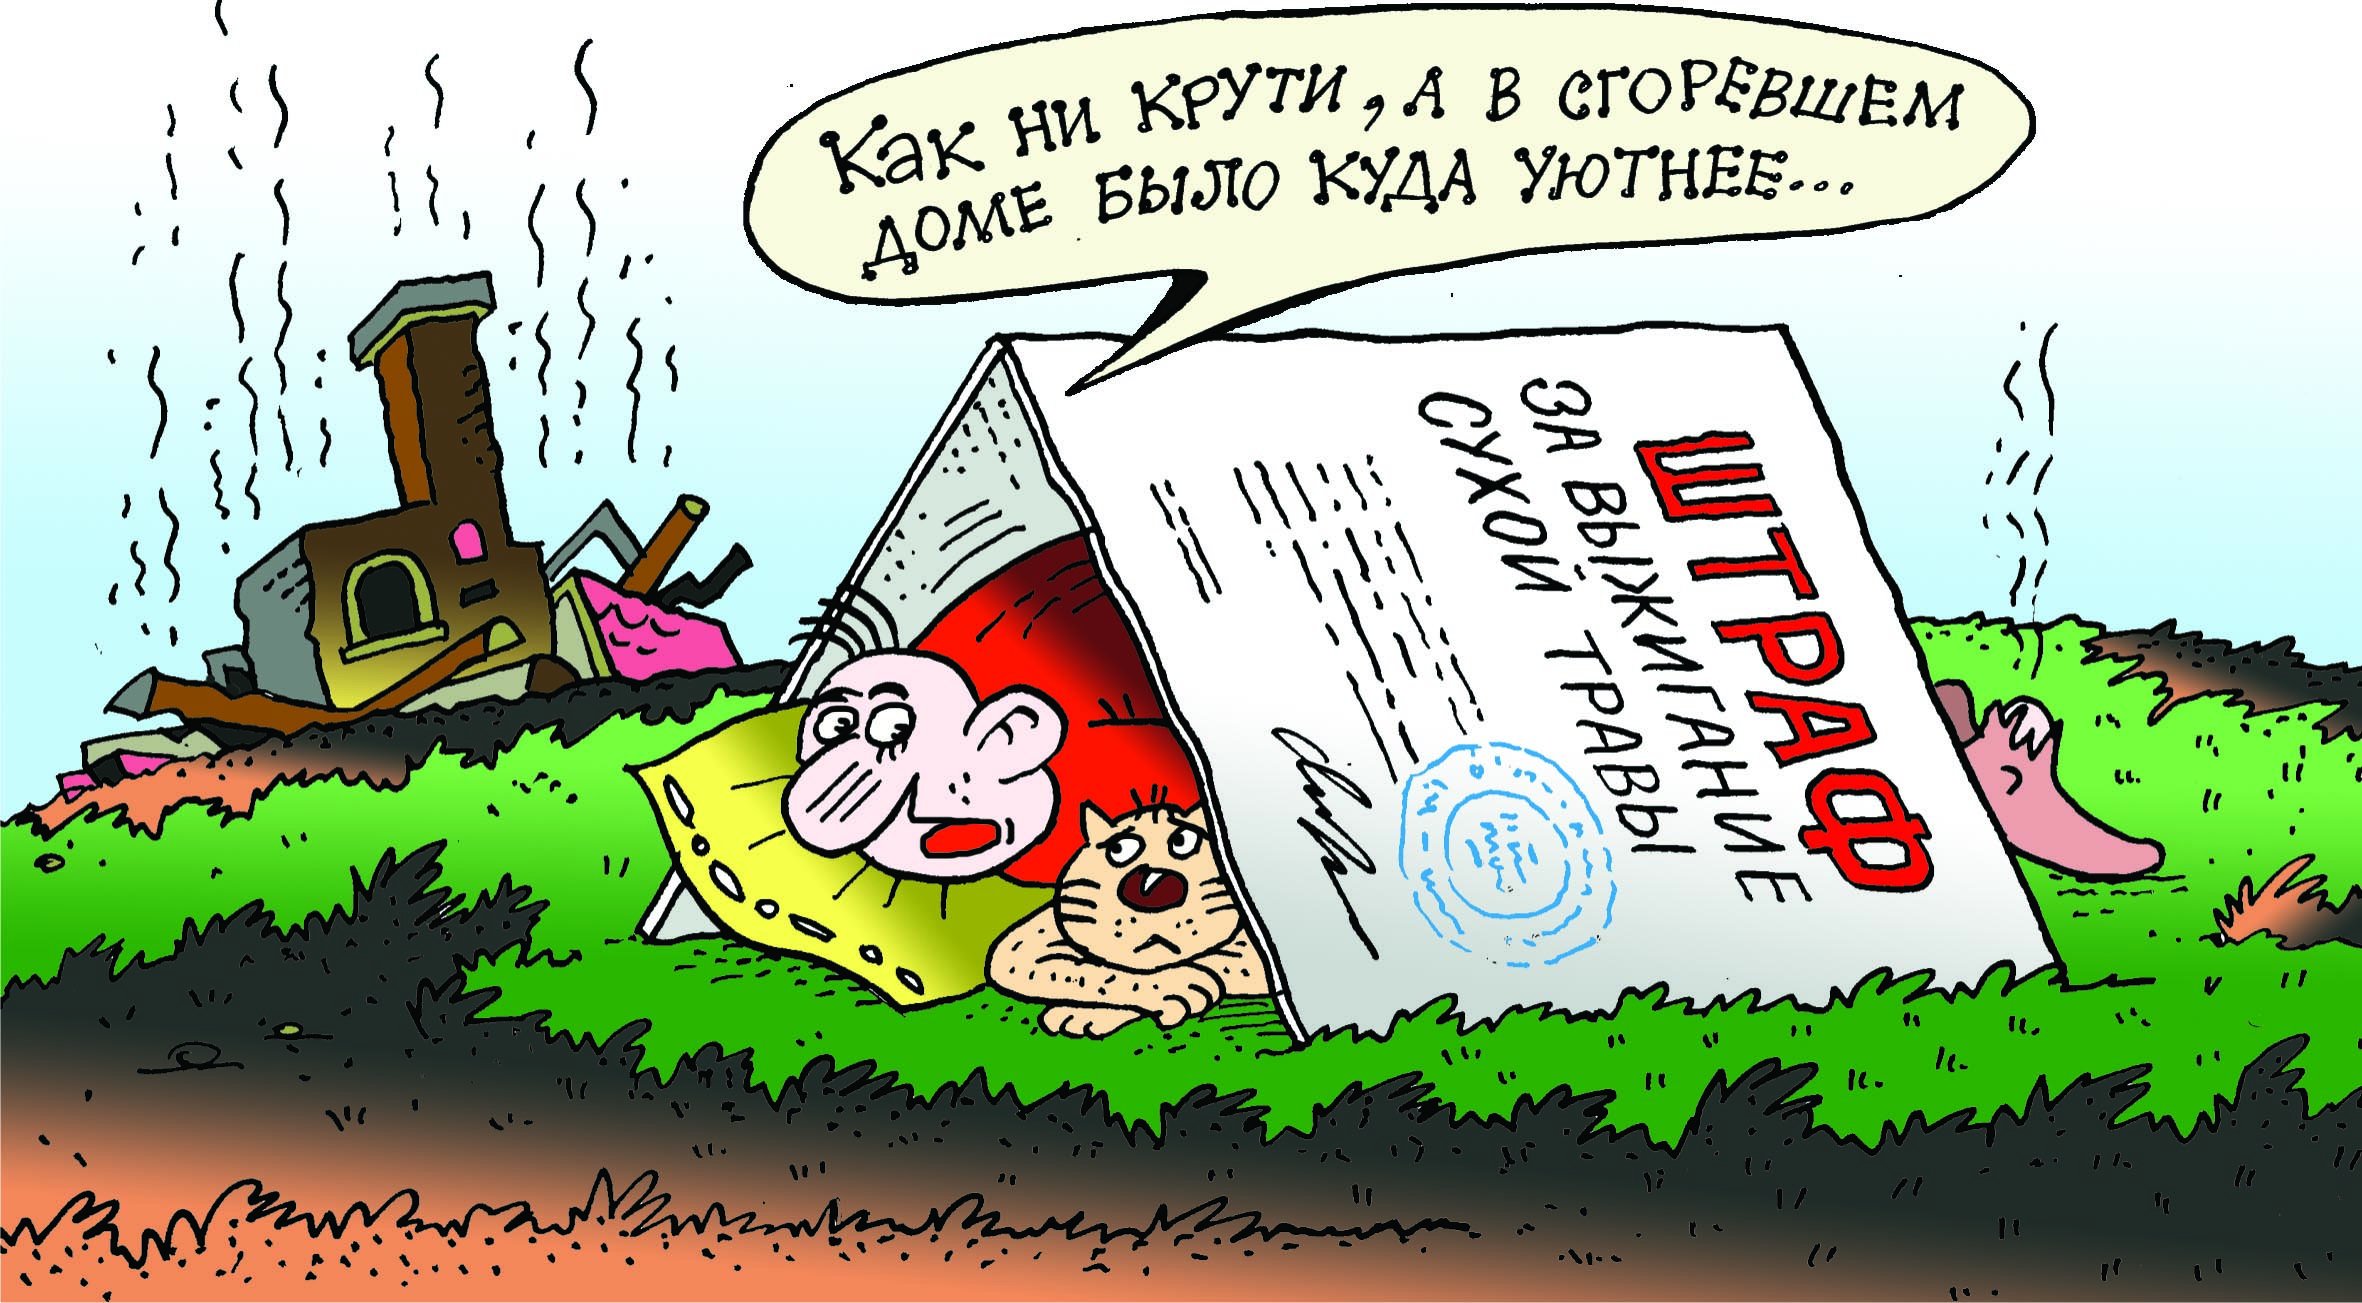 Как ни крути, а в сгоревшем
доме было куда уютнее...
ШТРАФ
ЗА ВЫЖИГАНИЕ
СУХОЙ ТРАВЫ